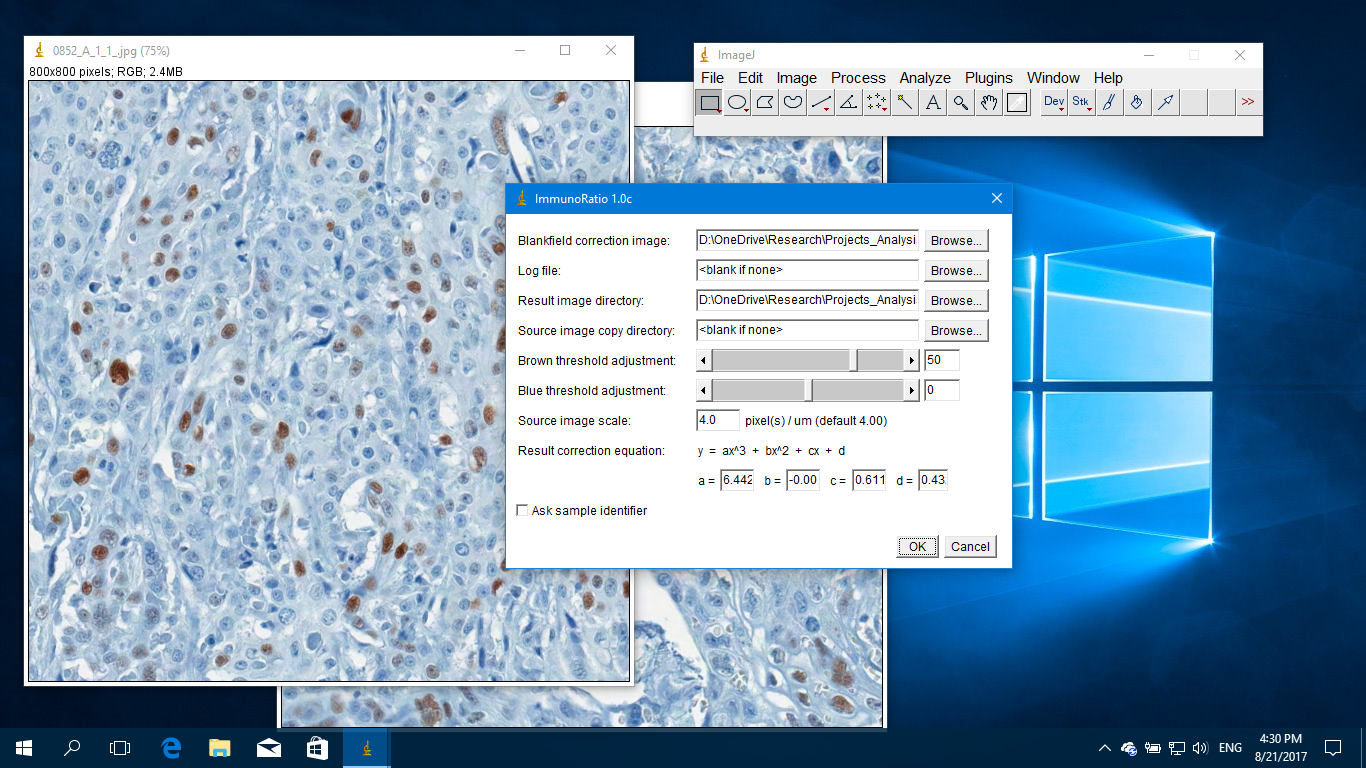 0852_A_1_1_.jpg (75%)
800x800 pixels; RGB; 2.4MB
ImageJ
File Edit Image Process Analyze Plugins Window Help
Dev Stk >>
ImmunoRatio 1.0c
Blankfield correction image: D:\OneDrive\Research\Projects_Analysi Browse...
Log file: <blank if none> Browse...
Result image directory: D:\OneDrive\Research\Projects_Analysi Browse...
Source image copy directory: <blank if none> Browse...
Brown threshold adjustment: 50
Blue threshold adjustment: 0
Source image scale: 4.0 pixel(s) / um (default 4.00)
Result correction equation: y = ax^3 + bx^2 + cx + d
a = 6.442 b = -0.00 c = 0.611 d = 0.43
Ask sample identifier
OK Cancel
ENG 4:30 PM
8/21/2017